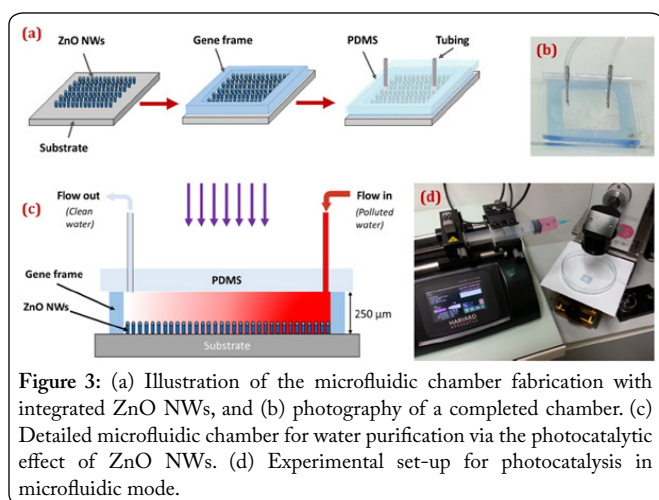 (a)
ZnO NWs
Gene frame
PDMS
Tubing
Substrate
(b)
(c)
Flow out
(Clean
water)
Flow in
(Polluted
water)
PDMS
Gene frame
ZnO NWs
250 μm
Substrate
(d)
HARVARD
APPARATUS
Figure 3: (a) Illustration of the microfluidic chamber fabrication with
integrated ZnO NWs, and (b) photography of a completed chamber. (c)
Detailed microfluidic chamber for water purification via the photocatalytic
effect of ZnO NWs. (d) Experimental set-up for photocatalysis in
microfluidic mode.